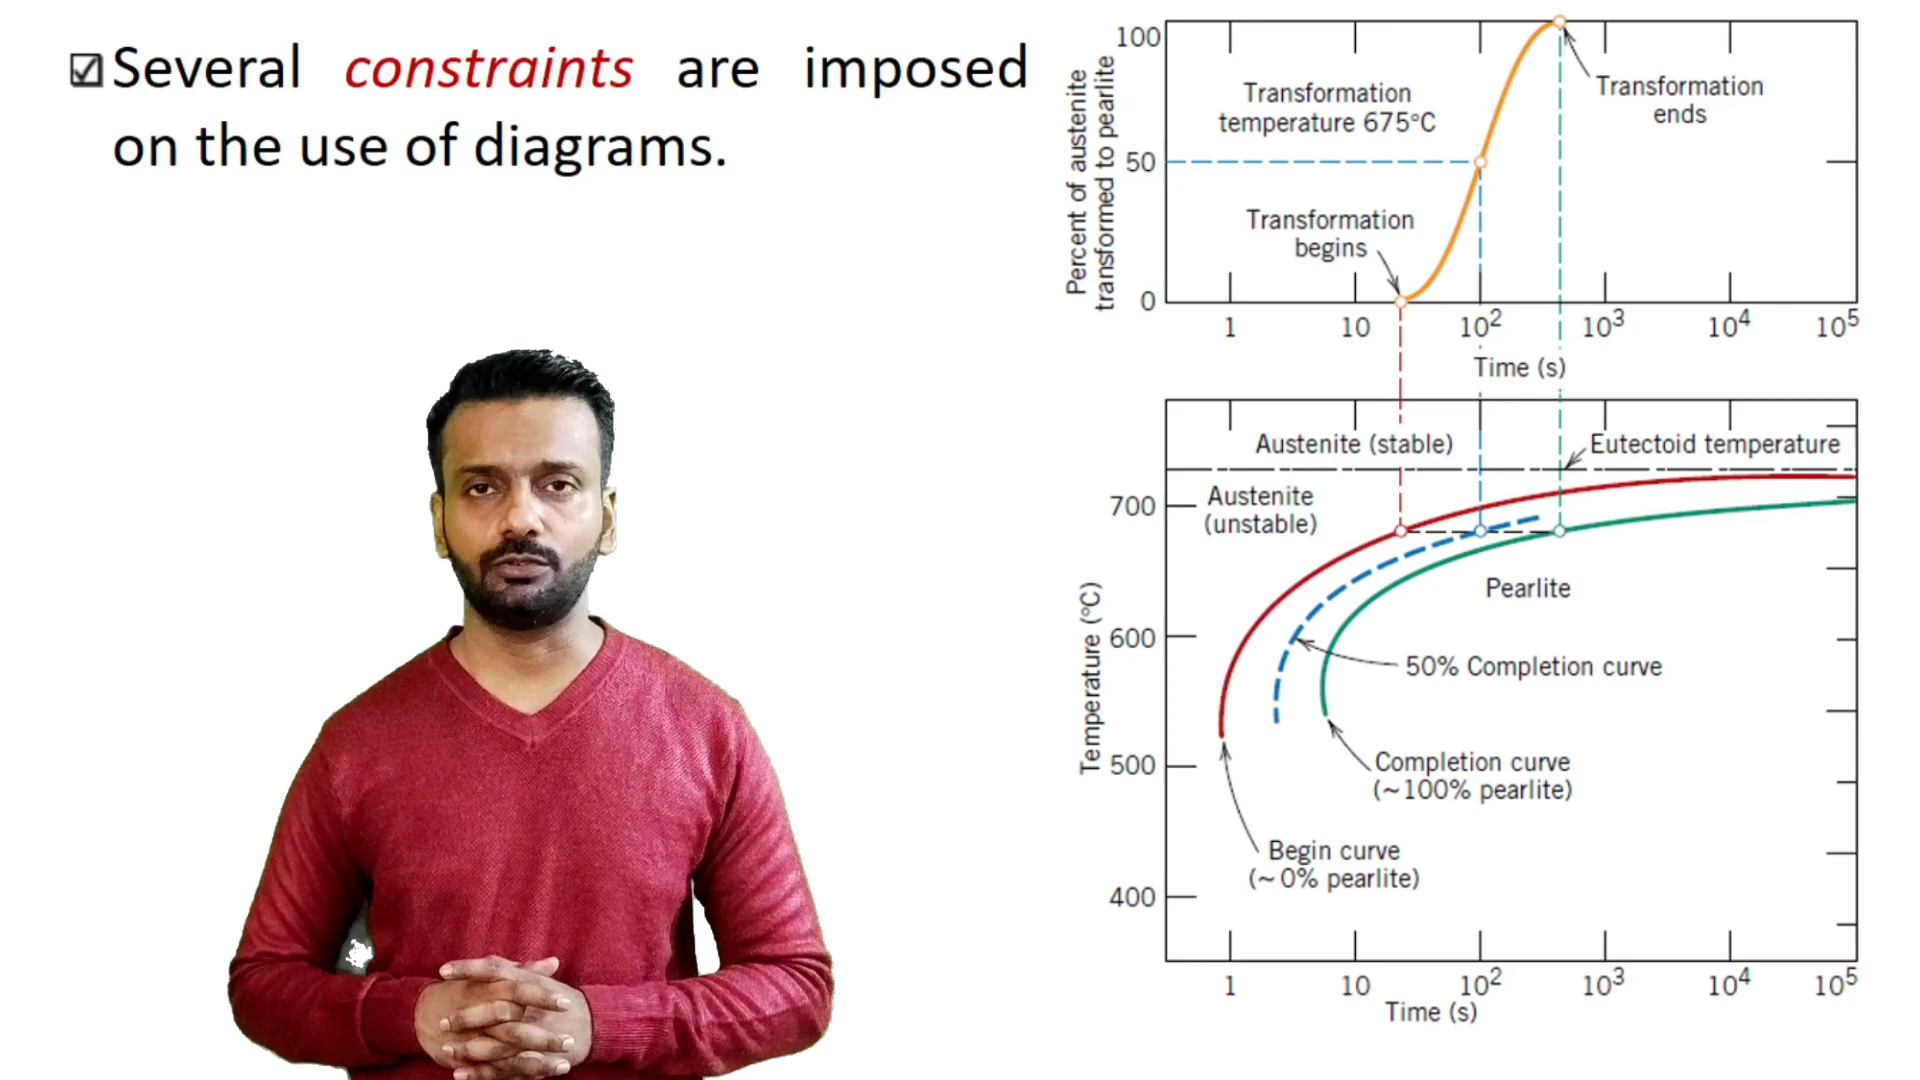 Several constraints are imposed
on the use of diagrams.
Percent of austenite
transformed to pearlite
100
50
0
Transformation
temperature 675°C
Transformation
ends
Transformation
begins
1 10 10² 10³ 10⁴ 10⁵
Time (s)
Austenite (stable)
Eutectoid temperature
Austenite
(unstable)
Temperature (°C)
700
600
500
400
Pearlite
50% Completion curve
Completion curve
(~100% pearlite)
Begin curve
(~ 0% pearlite)
1 10 10² 10³ 10⁴ 10⁵
Time (s)